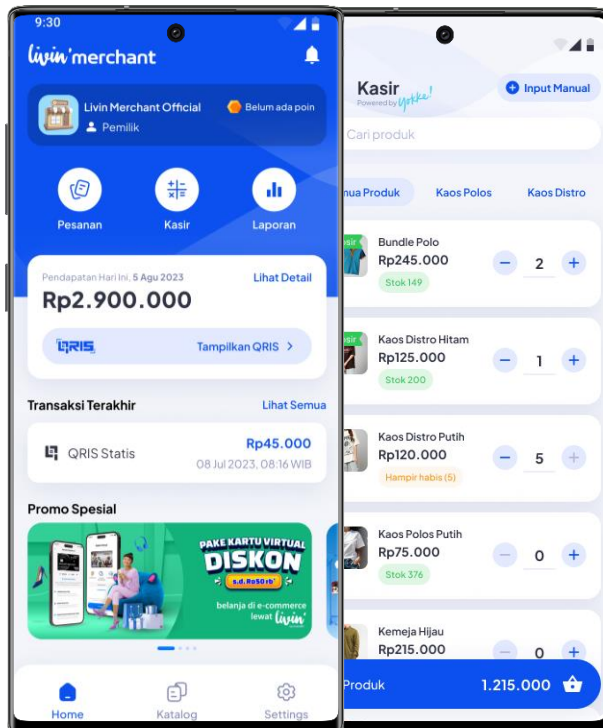 9:30
livin'merchant
Livin Merchant Official
Belum ada poin
Pemilik
Pesanan
Kasir
Laporan
Pendapatan Hari Ini, 5 Agu 2023
Lihat Detail
Rp2.900.000
QRIS
Tampilkan QRIS >
Transaksi Terakhir
Lihat Semua
QRIS Statis
Rp45.000
08 Jul 2023, 08:16 WIB
Promo Spesial
PAKE KARTU VIRTUAL
DISKON
s.d. Rp50 rb*
belanja di e-commerce
lewat livin'
Home
Katalog
Settings
Kasir
Powered by yokke!
Input Manual
Cari produk
Kaos Polos
Kaos Distro
Bundle Polo
Rp245.000
Stok 149
- 2 +
Kaos Distro Hitam
Rp125.000
Stok 200
- 1 +
Kaos Distro Putih
Rp120.000
Hampir habis (5)
- 5 +
Kaos Polos Putih
Rp75.000
Stok 376
- 0 +
Kemeja Hijau
Rp215.000
- 0 +
Produk
1.215.000